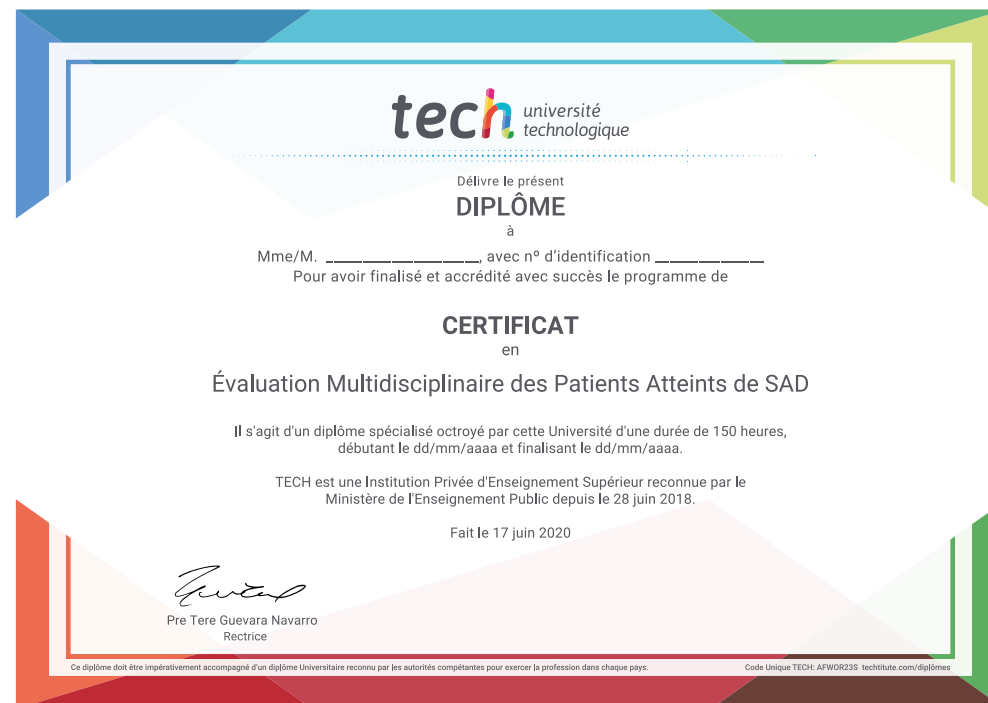 tech université
technologique
Délivre le présent
DIPLÔME
à
Mme/M. ____________________, avec nº d'identification ______________
Pour avoir finalisé et accrédité avec succès le programme de
CERTIFICAT
en
Évaluation Multidisciplinaire des Patients Atteints de SAD
Il s'agit d'un diplôme spécialisé octroyé par cette Université d'une durée de 150 heures,
débutant le dd/mm/aaaa et finalisant le dd/mm/aaaa.
TECH est une Institution Privée d'Enseignement Supérieur reconnue par le
Ministère de l'Enseignement Public depuis le 28 juin 2018.
Fait le 17 juin 2020
Pre Tere Guevara Navarro
Rectrice
Ce diplôme doit être impérativement accompagné d'un diplôme Universitaire reconnu par les autorités compétentes pour exercer la profession dans chaque pays.
Code Unique TECH: AFWOR23S techtitute.com/diplômes